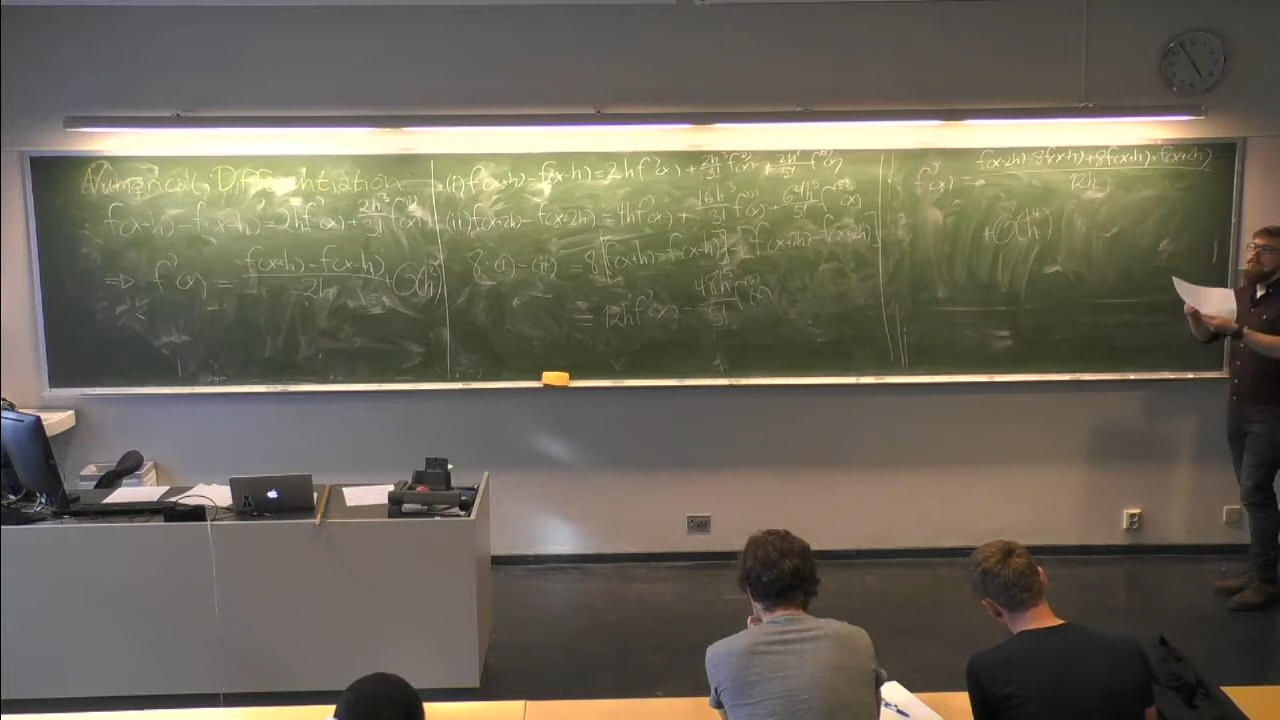 Numerical Differentiation
f(x+h) - f(x-h) = 2hf'(x) + 2h³/3! f'''(x)
=> f'(x) = (f(x+h) - f(x-h))/2h + O(h²)
(i) f(x+h) - f(x-h) = 2hf'(x) + 2h³/3! f'''(x) + 2h⁵/5! f⁽⁵⁾(x)
(ii) f(x+2h) - f(x-2h) = 4hf'(x) + 16h³/3! f'''(x) + 64h⁵/5! f⁽⁵⁾(x)
8·(i) - (ii) = 8[f(x+h) - f(x-h)] - [f(x+2h) - f(x-2h)]
= 12hf'(x) - 48h⁵/5! f⁽⁵⁾(x)
f'(x) = (f(x-2h) - 8f(x-h) + 8f(x+h) - f(x+2h))/12h
+ O(h⁴)